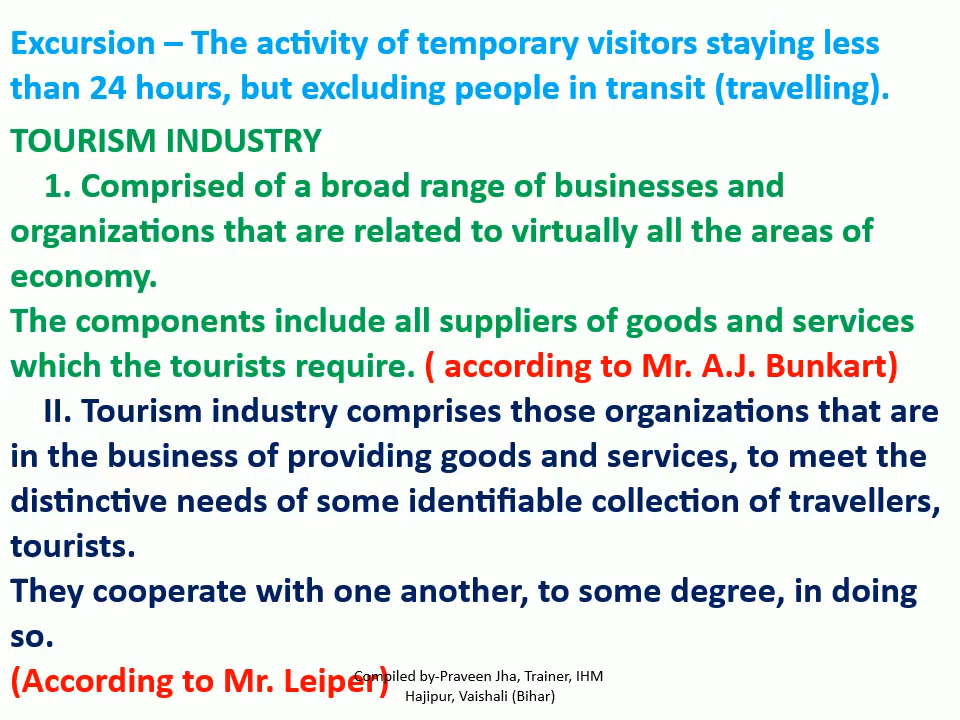 Excursion – The activity of temporary visitors staying less
than 24 hours, but excluding people in transit (travelling).
TOURISM INDUSTRY
1. Comprised of a broad range of businesses and
organizations that are related to virtually all the areas of
economy.
The components include all suppliers of goods and services
which the tourists require. ( according to Mr. A.J. Bunkart)
II. Tourism industry comprises those organizations that are
in the business of providing goods and services, to meet the
distinctive needs of some identifiable collection of travellers,
tourists.
They cooperate with one another, to some degree, in doing
so.
(According to Mr. Leiper)
Compiled by-Praveen Jha, Trainer, IHM
Hajipur, Vaishali (Bihar)